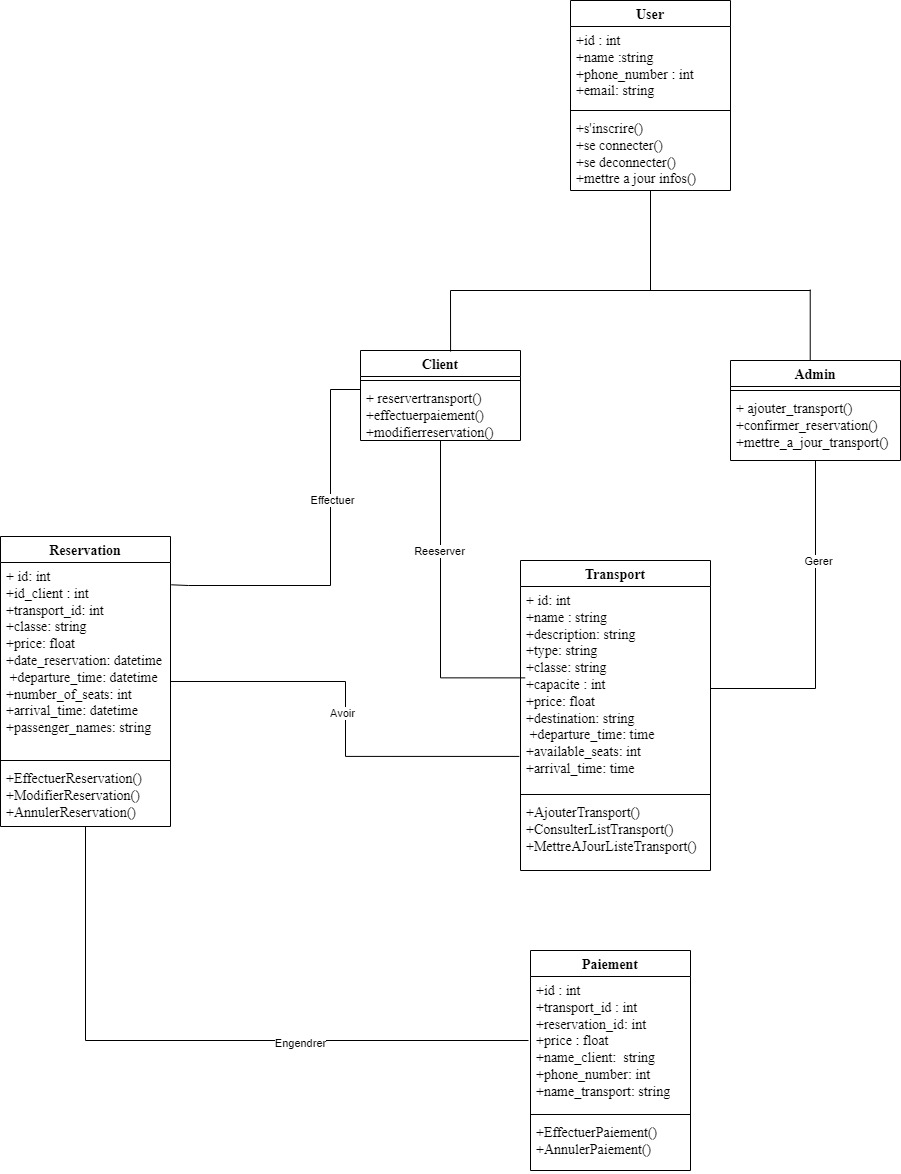 User
+id : int
+name :string
+phone_number : int
+email: string
+s'inscrire()
+se connecter()
+se deconnecter()
+mettre a jour infos()
Client
+ reservertransport()
+effectuerpaiement()
+modifierreservation()
Admin
+ ajouter_transport()
+confirmer_reservation()
+mettre_a_jour_transport()
Effectuer
Reeserver
Gerer
Reservation
+ id: int
+id_client : int
+transport_id: int
+classe: string
+price: float
+date_reservation: datetime
+departure_time: datetime
+number_of_seats: int
+arrival_time: datetime
+passenger_names: string
+EffectuerReservation()
+ModifierReservation()
+AnnulerReservation()
Transport
+ id: int
+name : string
+description: string
+type: string
+classe: string
+capacite : int
+price: float
+destination: string
+departure_time: time
+available_seats: int
+arrival_time: time
+AjouterTransport()
+ConsulterListTransport()
+MettreAJourListeTransport()
Avoir
Engendrer
Paiement
+id : int
+transport_id : int
+reservation_id: int
+price : float
+name_client: string
+phone_number: int
+name_transport: string
+EffectuerPaiement()
+AnnulerPaiement()